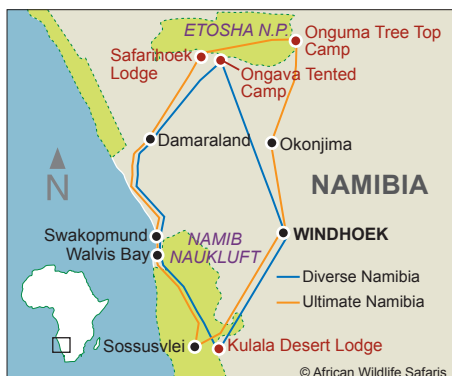 ETOSHA N.P.
Onguma Tree Top
Camp
Safarihoek
Lodge
Ongava Tented
Camp
Damaraland
Okonjima
N
NAMIBIA
Swakopmund
NAMIB
NAUKLUFT
WINDHOEK
Walvis Bay
Diverse Namibia
Ultimate Namibia
Sossusvlei
Kulala Desert Lodge
© African Wildlife Safaris